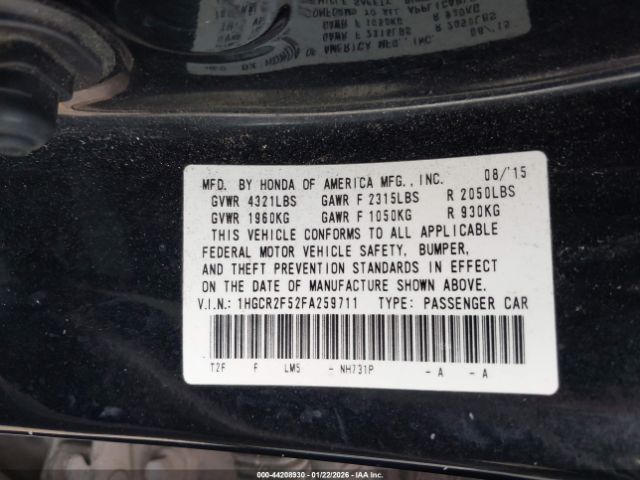 MFD. BY HONDA OF AMERICA MFG., INC. 08/'15
GVWR 4321LBS GAWR F 2315LBS R 2050LBS
GVWR 1960KG GAWR F 1050KG R 930KG
THIS VEHICLE CONFORMS TO ALL APPLICABLE
FEDERAL MOTOR VEHICLE SAFETY, BUMPER,
AND THEFT PREVENTION STANDARDS IN EFFECT
ON THE DATE OF MANUFACTURE SHOWN ABOVE.
V.I.N.: 1HGCR2F52FA259711 TYPE: PASSENGER CAR
T2F F LM5 - NH731P - A - A
000-44208930 - 01/22/2026 - IAAI.COM